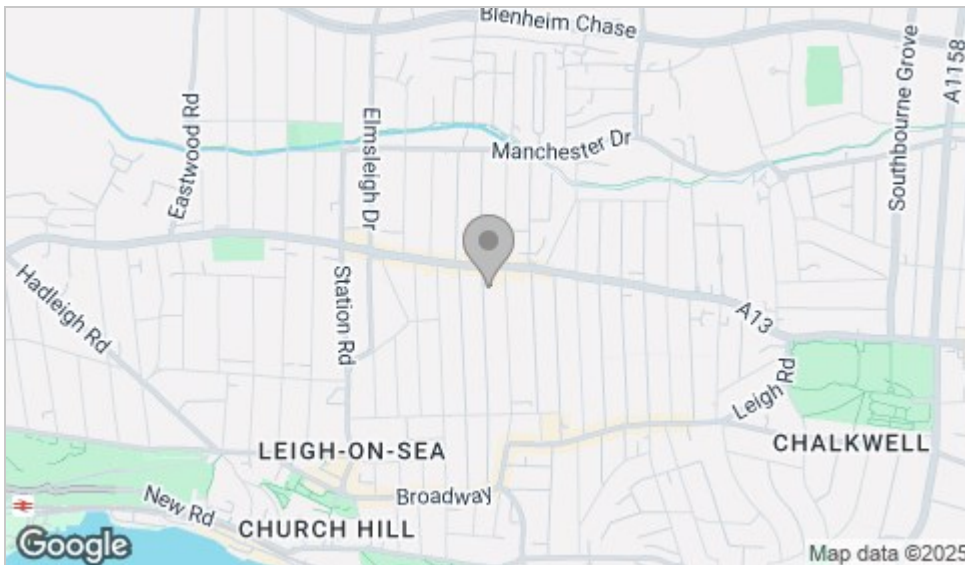 Blenheim Chase
Southbourne Grove
A1158
Eastwood Rd
Elmsleigh Dr
Manchester Dr
Hadleigh Rd
Station Rd
A13
Leigh Rd
LEIGH-ON-SEA
CHALKWELL
Broadway
New Rd
CHURCH HILL
Google
Map data ©2025